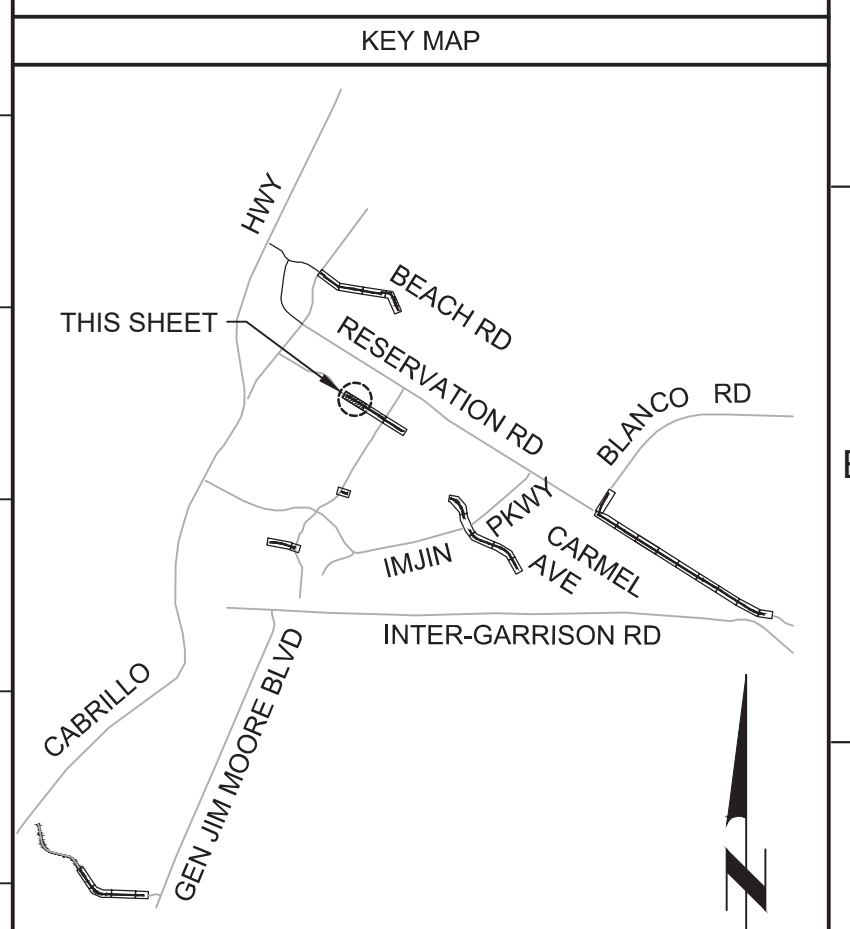 KEY MAP
HWY
BEACH RD
THIS SHEET
RESERVATION RD
BLANCO RD
PKWY
IMJIN
CARMEL
AVE
INTER-GARRISON RD
CABRILLO
GEN JIM MOORE BLVD
N